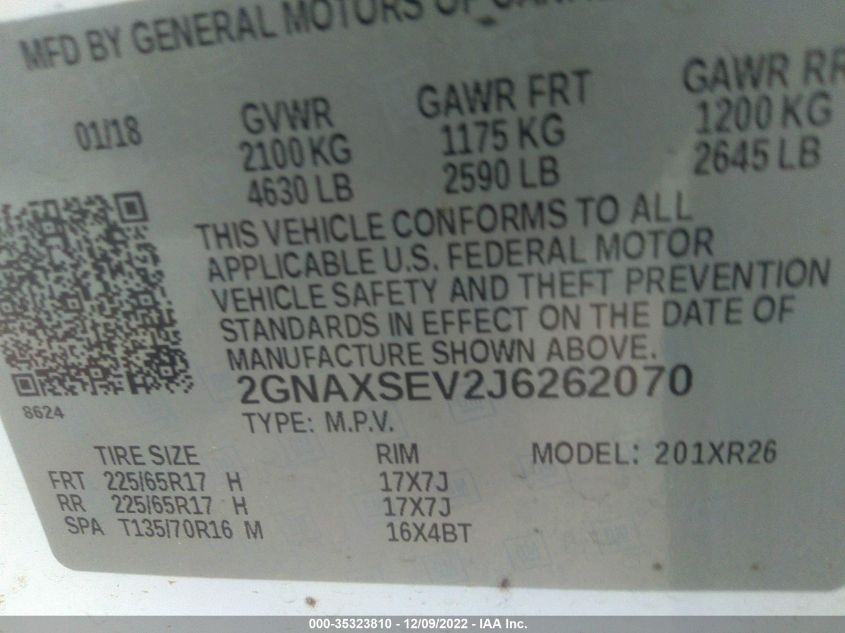 MFD BY GENERAL MOTORS OF
01/18
GVWR
2100 KG
4630 LB
GAWR FRT
1175 KG
2590 LB
GAWR RR
1200 KG
2645 LB
THIS VEHICLE CONFORMS TO ALL
APPLICABLE U.S. FEDERAL MOTOR
VEHICLE SAFETY AND THEFT PREVENTION
STANDARDS IN EFFECT ON THE DATE OF
MANUFACTURE SHOWN ABOVE.
2GNAXSEV2J6262070
8624
TYPE: M.P.V.
TIRE SIZE RIM MODEL: 201XR26
FRT 225/65R17 H 17X7J
RR 225/65R17 H 17X7J
SPA T135/70R16 M 16X4BT
000-35323810 - 12/09/2022 - IAA Inc.